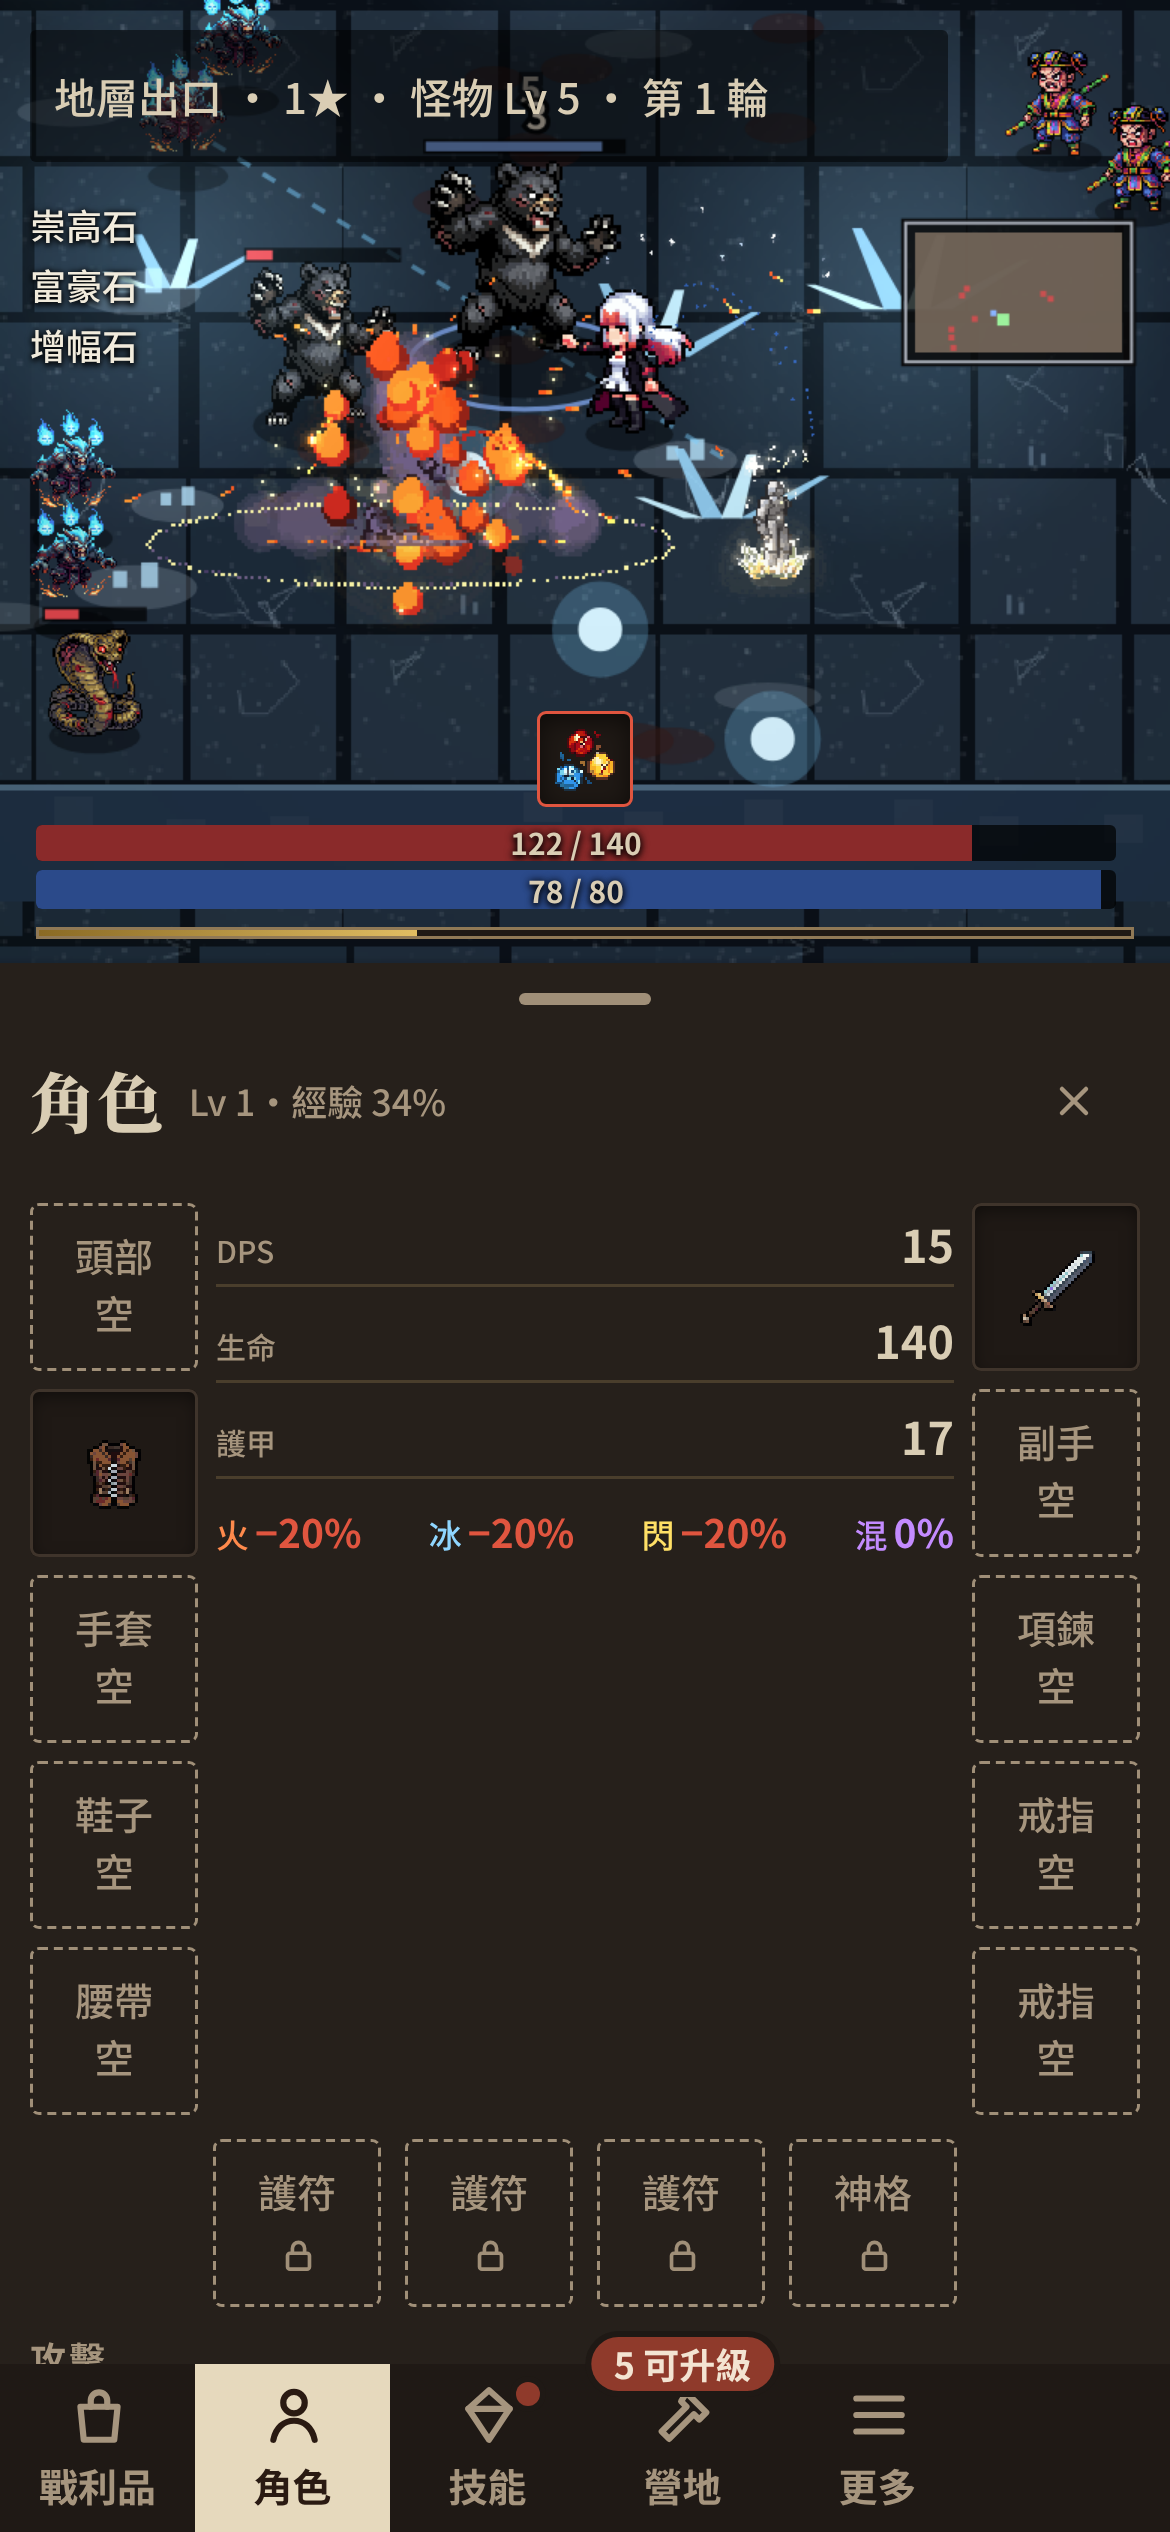 地層出口 · 1★ · 怪物 Lv 5 · 第 1 輪
5
3
崇高石
富豪石
增幅石
122 / 140
78 / 80
角色 Lv 1 · 經驗 34%
頭部
空
DPS 15
生命 140
護甲 17
火 -20% 冰 -20% 閃 -20% 混 0%
副手
空
手套
空
項鍊
空
鞋子
空
戒指
空
腰帶
空
戒指
空
護符 護符 護符 神格
攻擊
5 可升級
戰利品 角色 技能 營地 更多